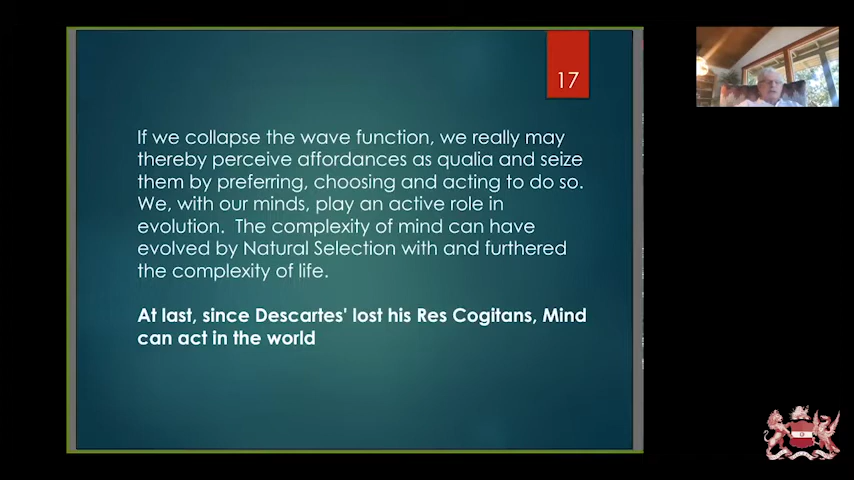 17
If we collapse the wave function, we really may
thereby perceive affordances as qualia and seize
them by preferring, choosing and acting to do so.
We, with our minds, play an active role in
evolution.  The complexity of mind can have
evolved by Natural Selection with and furthered
the complexity of life.
At last, since Descartes' lost his Res Cogitans, Mind
can act in the world